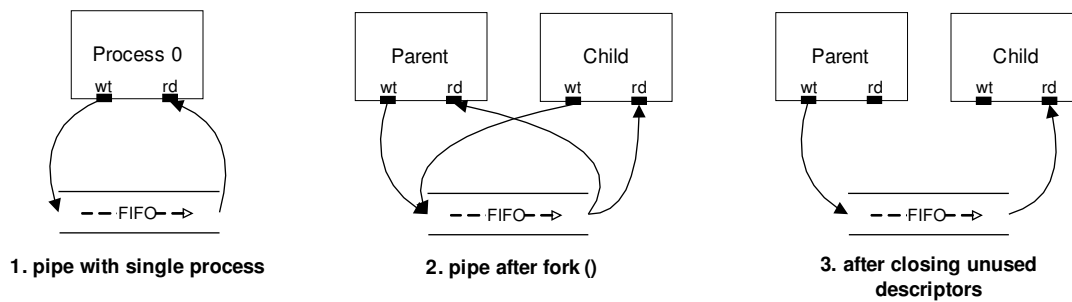 Process 0
wt rd
FIFO
1. pipe with single process
Parent Child
wt rd wt rd
FIFO
2. pipe after fork ()
Parent Child
wt rd wt rd
FIFO
3. after closing unused
descriptors